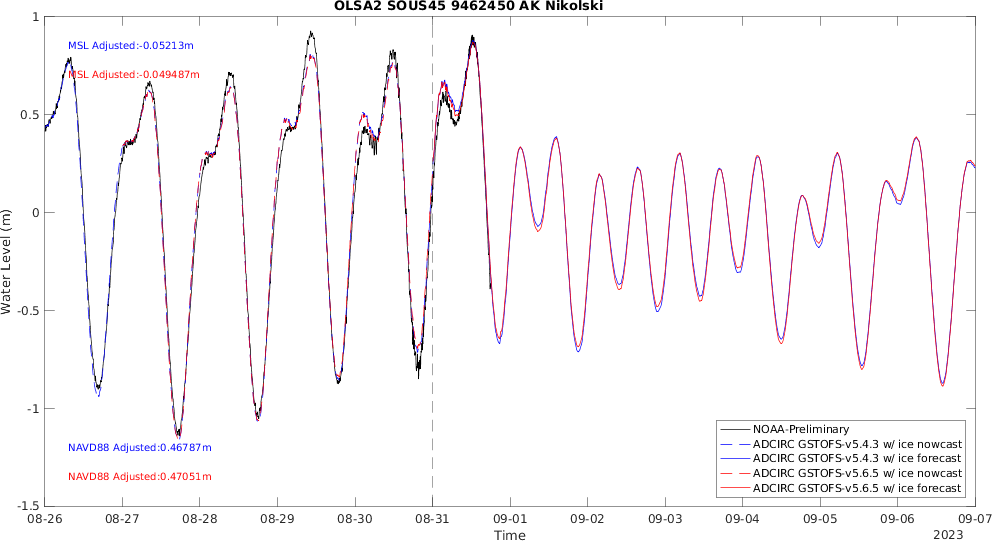 OLSA2 SOUS45 9462450 AK Nikolski
1
0.5
0
-0.5
-1
-1.5
Water Level (m)
MSL Adjusted:-0.05213m
MSL Adjusted:-0.049487m
NAVD88 Adjusted:0.46787m
NAVD88 Adjusted:0.47051m
NOAA-Preliminary
ADCIRC GSTOFS-v5.4.3 w/ ice nowcast
ADCIRC GSTOFS-v5.4.3 w/ ice forecast
ADCIRC GSTOFS-v5.6.5 w/ ice nowcast
ADCIRC GSTOFS-v5.6.5 w/ ice forecast
08-26 08-27 08-28 08-29 08-30 08-31 09-01 09-02 09-03 09-04 09-05 09-06 09-07
Time
2023